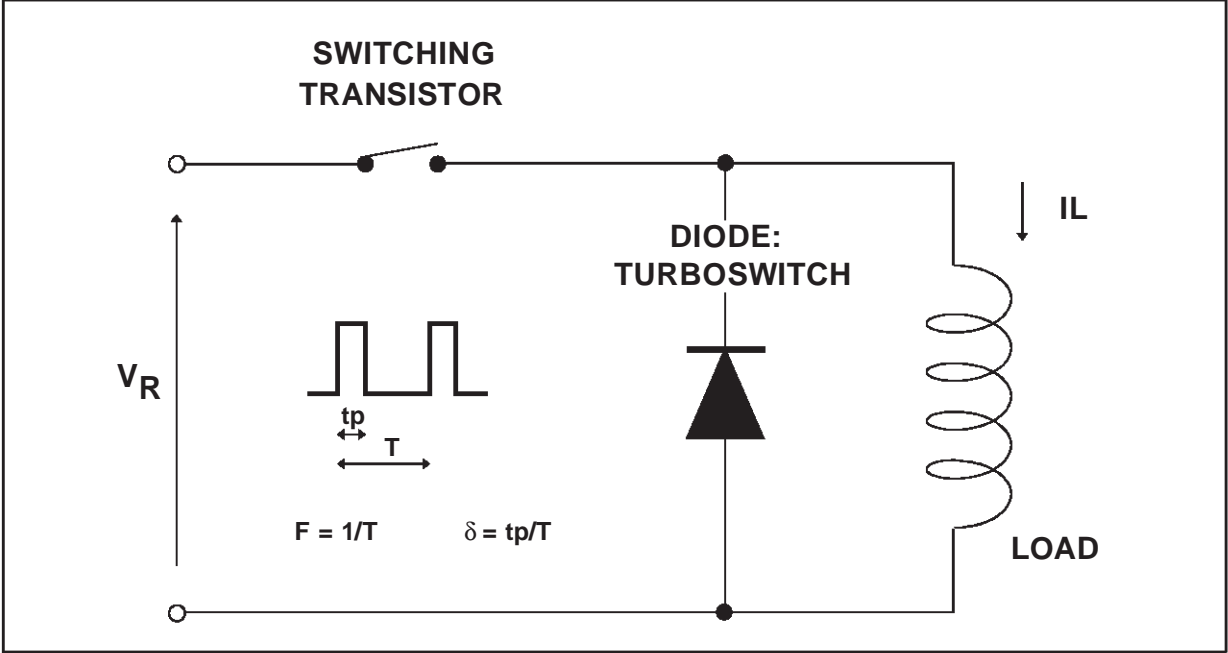 SWITCHING
TRANSISTOR
IL
DIODE:
TURBOSWITCH
VR
tp
T
F = 1/T
δ = tp/T
LOAD